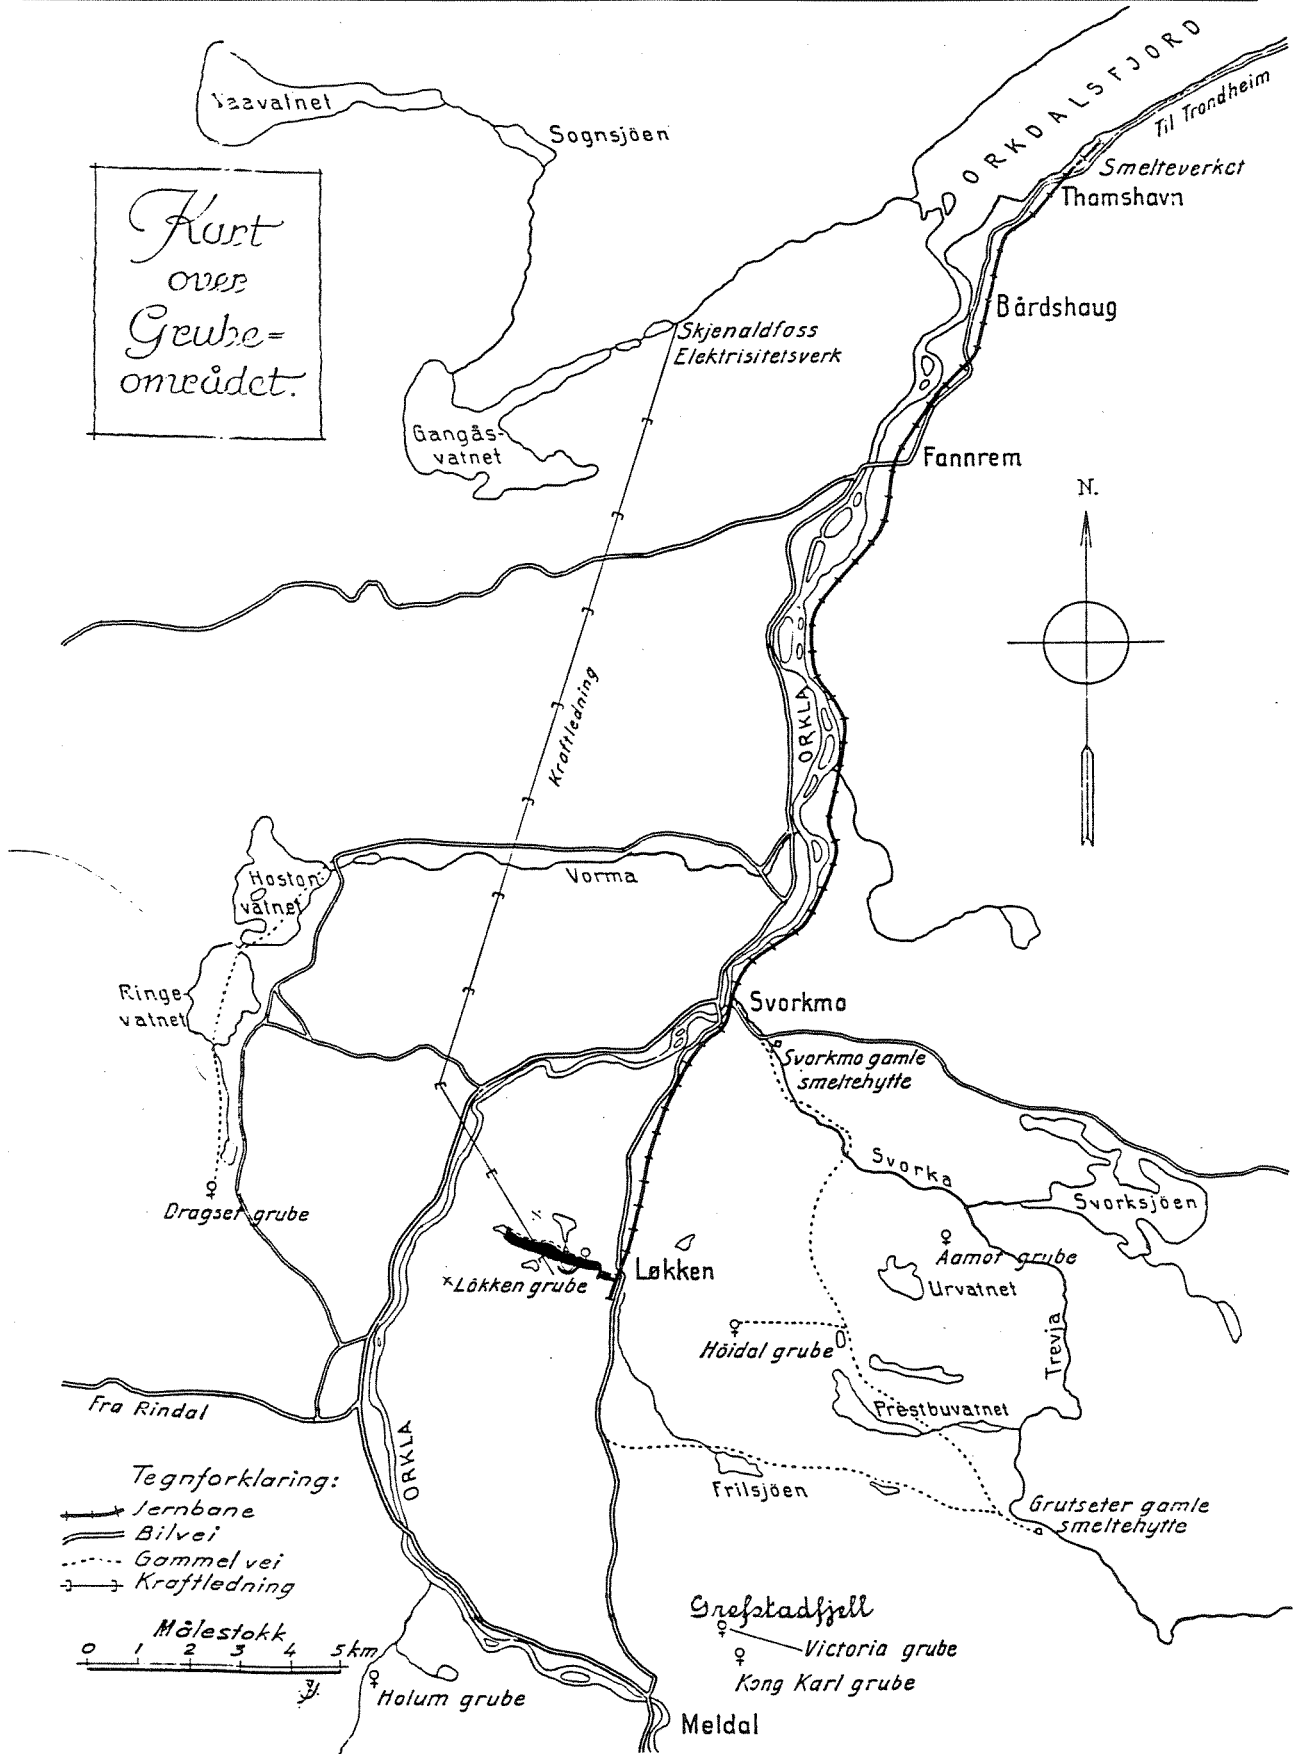 ORKDALSFJORD
Til Trondheim
Vaavatnet
Sognsjöen
Smelteverket
Thamshavn
Kart
over
Grube=
området.
Bårdshaug
Skjenaldfoss
Elektrisitetsverk
Gangås-
vatnet
Fannrem
N.
Kraftledning
ORKLA
Hoston
vatnet
Vorma
Ringe-
vatnet
Svorkmo
Svorkmo gamle
smeltehytte
Svorka
Svorksjöen
Dragset grube
Aamot grube
Løkken
Lökken grube
Urvatnet
Höidal grube
Trevja
Fra Rindal
Prestbuvatnet
ORKLA
Tegnforklaring:
Jernbane
Bilvei
Gammel vei
Kraftledning
Frilsjöen
Grutseter gamle
smeltehytte
Målestokk
0 1 2 3 4 5 km
Grefstadfjell
Victoria grube
Kong Karl grube
Holum grube
Meldal